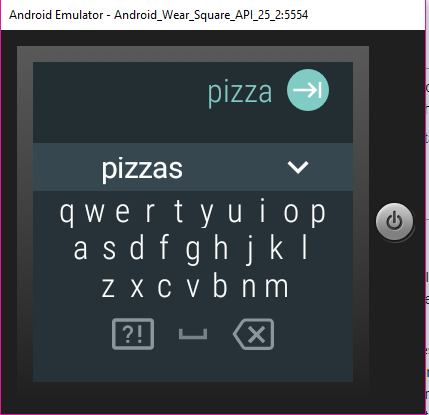 Android Emulator - Android_Wear_Square_API_25_2:5554
pizza
pizzas
q w e r t y u i o p
a s d f g h j k l
z x c v b n m
?!